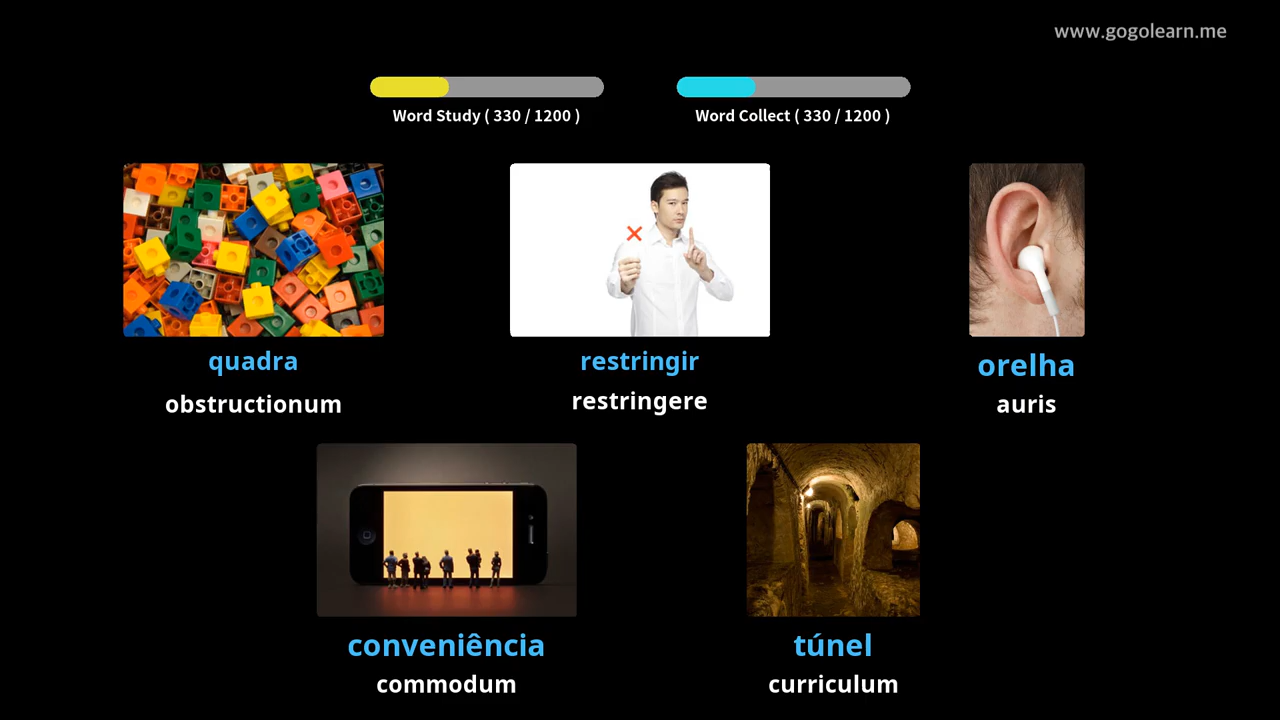 www.gogolearn.me
Word Study ( 330 / 1200 )
Word Collect ( 330 / 1200 )
quadra
obstructionum
restringir
restringere
orelha
auris
conveniência
commodum
túnel
curriculum